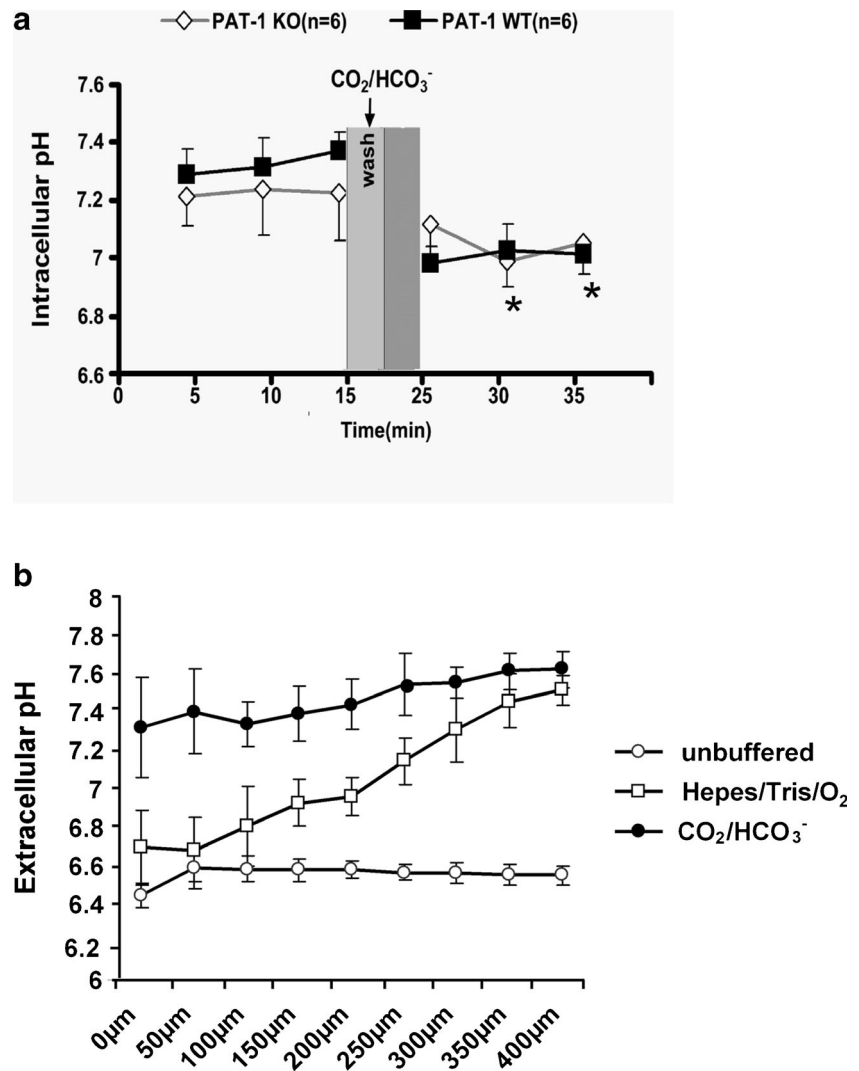 a
PAT-1 KO(n=6) PAT-1 WT(n=6)
CO₂/HCO₃⁻
wash
7.6
7.4
7.2
7
6.8
6.6
Intracellular pH
* *
0 5 10 15 25 30 35
Time(min)
b
8
7.8
7.6
7.4
7.2
7
6.8
6.6
6.4
6.2
6
Extracellular pH
unbuffered
Hepes/Tris/O₂
CO₂/HCO₃⁻
0µm 50µm 100µm 150µm 200µm 250µm 300µm 350µm 400µm